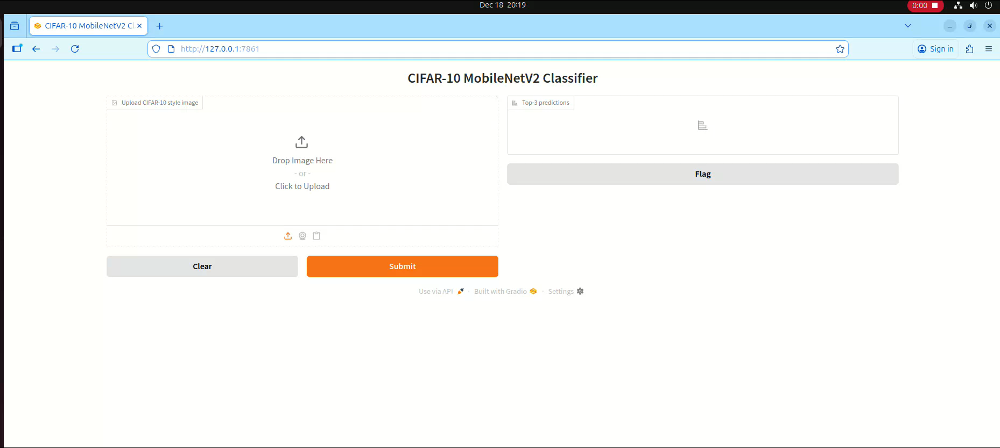 Dec 18 20:19
0:00
CIFAR-10 MobileNetV2 Cl
http://127.0.0.1:7861
Sign in
CIFAR-10 MobileNetV2 Classifier
Upload CIFAR-10 style image
Drop Image Here
- or -
Click to Upload
Clear
Submit
Top-3 predictions
Flag
Use via API · Built with Gradio · Settings